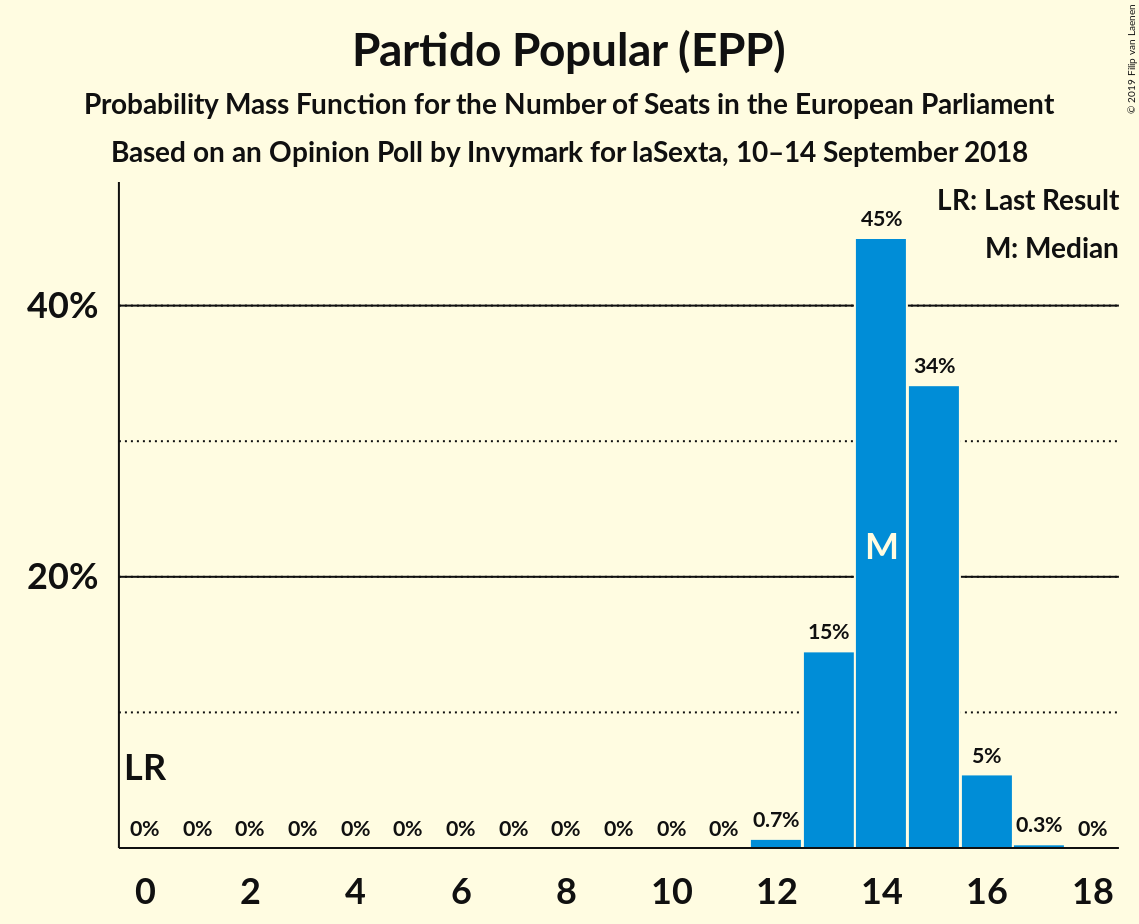 Partido Popular (EPP)
Probability Mass Function for the Number of Seats in the European Parliament
Based on an Opinion Poll by Invymark for laSexta, 10–14 September 2018
© 2019 Filip van Laenen
LR: Last Result
M: Median
45%
40%
34%
M
20%
15%
LR
5%
0% 0% 0% 0% 0% 0% 0% 0% 0% 0% 0% 0% 0.7% 0.3% 0%
0 2 4 6 8 10 12 14 16 18